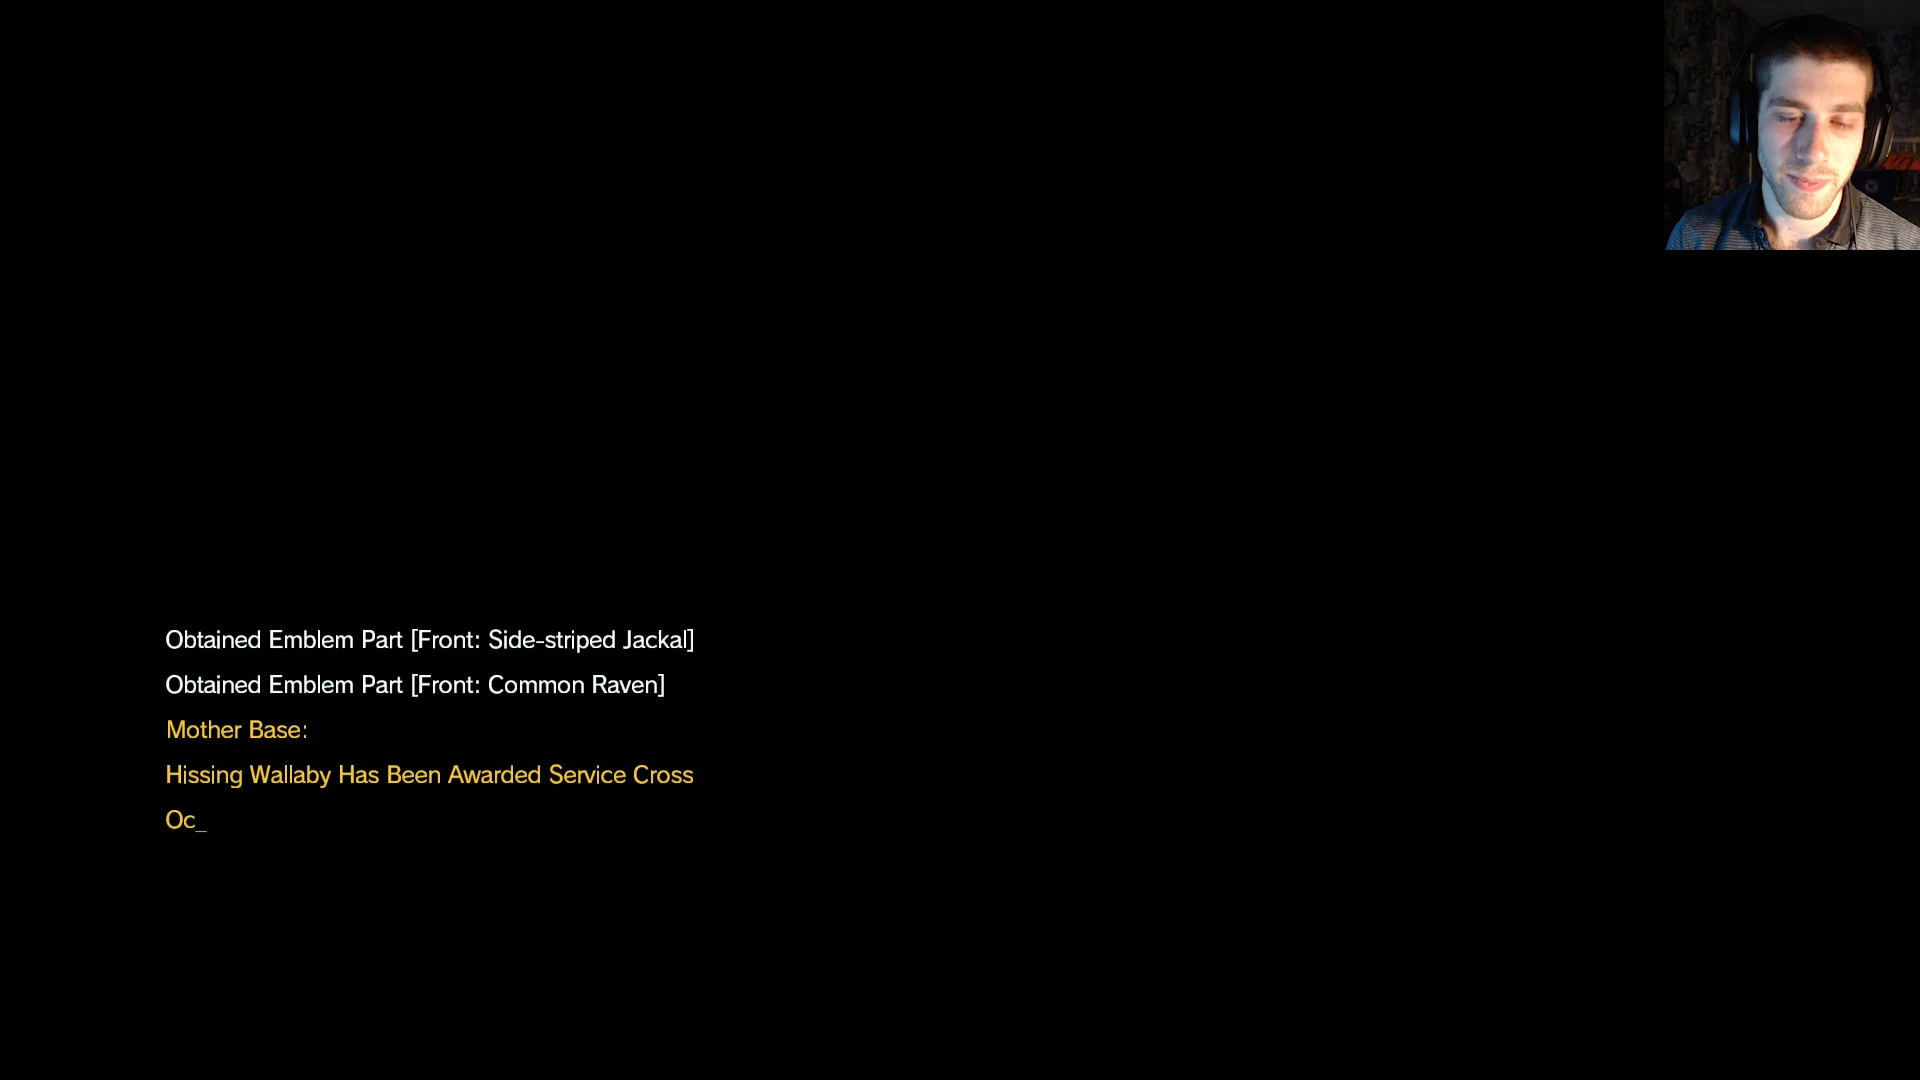 Obtained Emblem Part [Front: Side-striped Jackal]
Obtained Emblem Part [Front: Common Raven]
Mother Base:
Hissing Wallaby Has Been Awarded Service Cross
Oc_